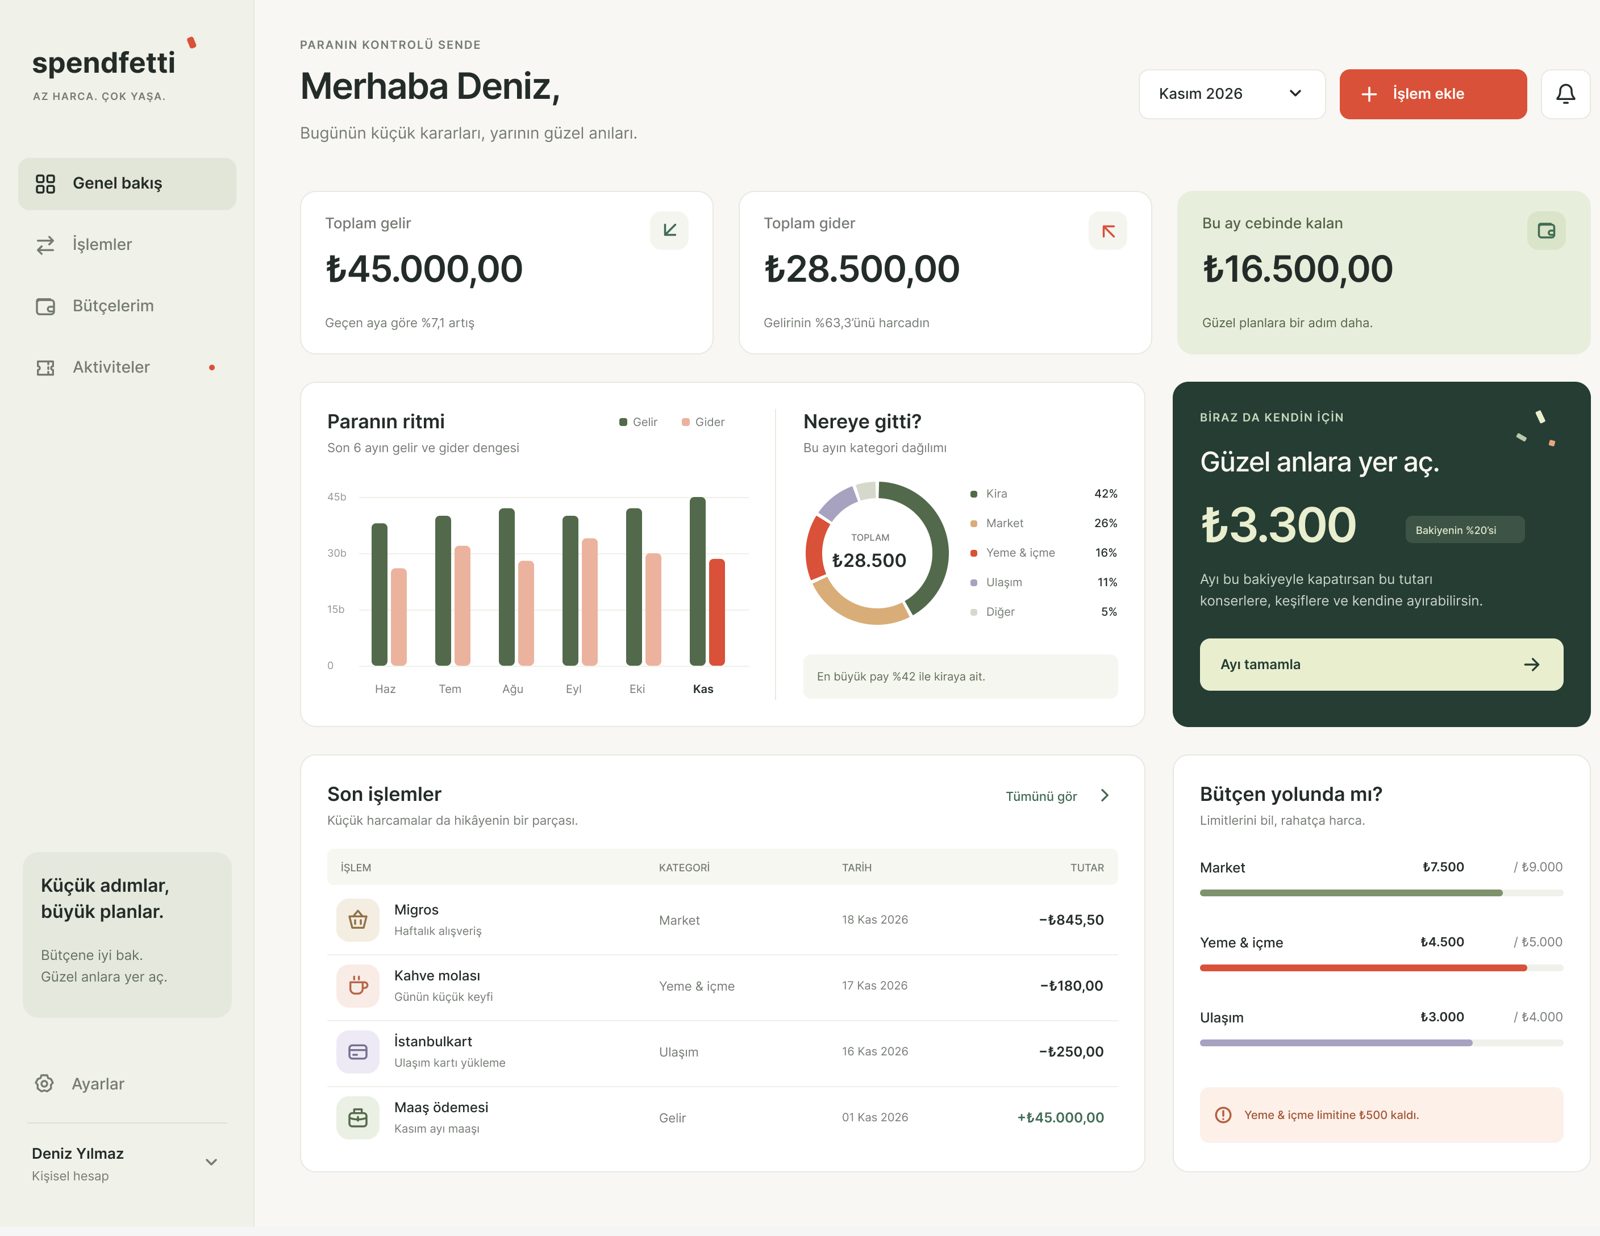 spendfetti
AZ HARCA. ÇOK YAŞA.
Genel bakış
İşlemler
Bütçelerim
Aktiviteler
Küçük adımlar,
büyük planlar.
Bütçene iyi bak.
Güzel anlara yer aç.
Ayarlar
Deniz Yılmaz
Kişisel hesap
PARANIN KONTROLÜ SENDE
Merhaba Deniz,
Bugünün küçük kararları, yarının güzel anıları.
Kasım 2026
İşlem ekle
Toplam gelir
₺45.000,00
Geçen aya göre %7,1 artış
Toplam gider
₺28.500,00
Gelirinin %63,3'ünü harcadın
Bu ay cebinde kalan
₺16.500,00
Güzel planlara bir adım daha.
Paranın ritmi
Gelir Gider
Son 6 ayın gelir ve gider dengesi
45b
30b
15b
0
Haz Tem Ağu Eyl Eki Kas
Nereye gitti?
Bu ayın kategori dağılımı
TOPLAM
₺28.500
Kira 42%
Market 26%
Yeme & içme 16%
Ulaşım 11%
Diğer 5%
En büyük pay %42 ile kiraya ait.
BİRAZ DA KENDİN İÇİN
Güzel anlara yer aç.
₺3.300 Bakiyenin %20'si
Ayı bu bakiyeyle kapatırsan bu tutarı
konserlere, keşiflere ve kendine ayırabilirsin.
Ayı tamamla
Son işlemler
Tümünü gör
Küçük harcamalar da hikâyenin bir parçası.
İŞLEM KATEGORİ TARİH TUTAR
Migros
Haftalık alışveriş
Market 18 Kas 2026 −₺845,50
Kahve molası
Günün küçük keyfi
Yeme & içme 17 Kas 2026 −₺180,00
İstanbulkart
Ulaşım kartı yükleme
Ulaşım 16 Kas 2026 −₺250,00
Maaş ödemesi
Kasım ayı maaşı
Gelir 01 Kas 2026 +₺45.000,00
Bütçen yolunda mı?
Limitlerini bil, rahatça harca.
Market ₺7.500 / ₺9.000
Yeme & içme ₺4.500 / ₺5.000
Ulaşım ₺3.000 / ₺4.000
Yeme & içme limitine ₺500 kaldı.